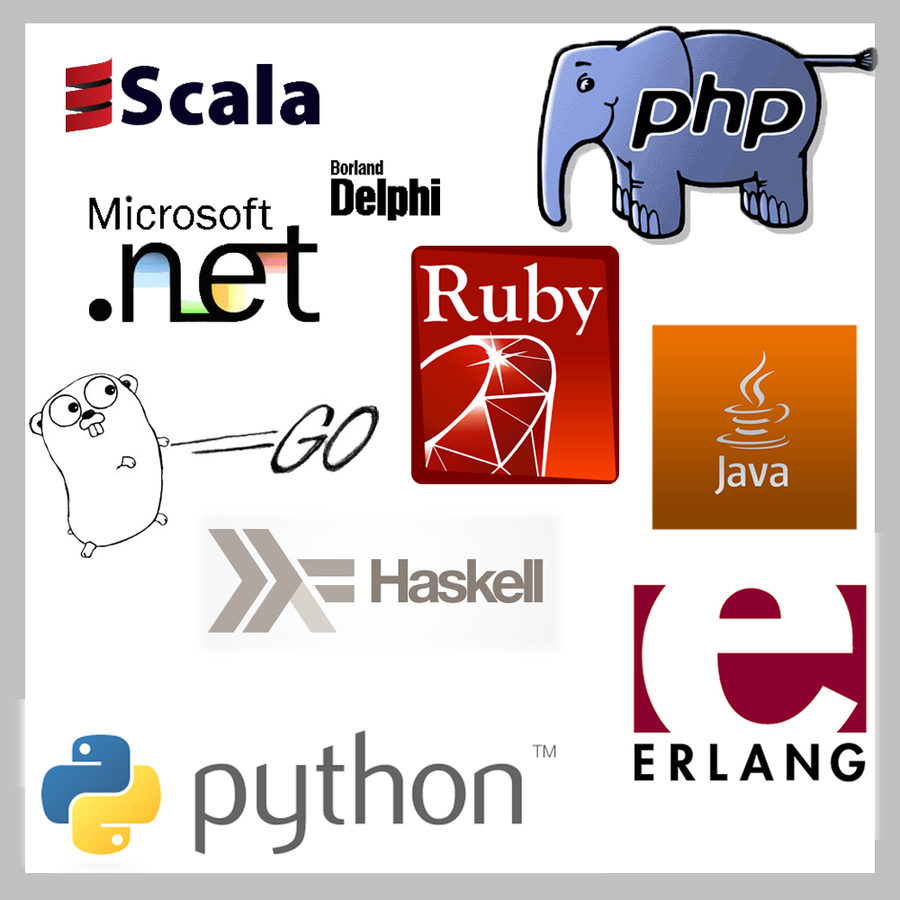 Scala
php
Borland
Delphi
Microsoft
.net
Ruby
GO
Java
Haskell
ERLANG
python™